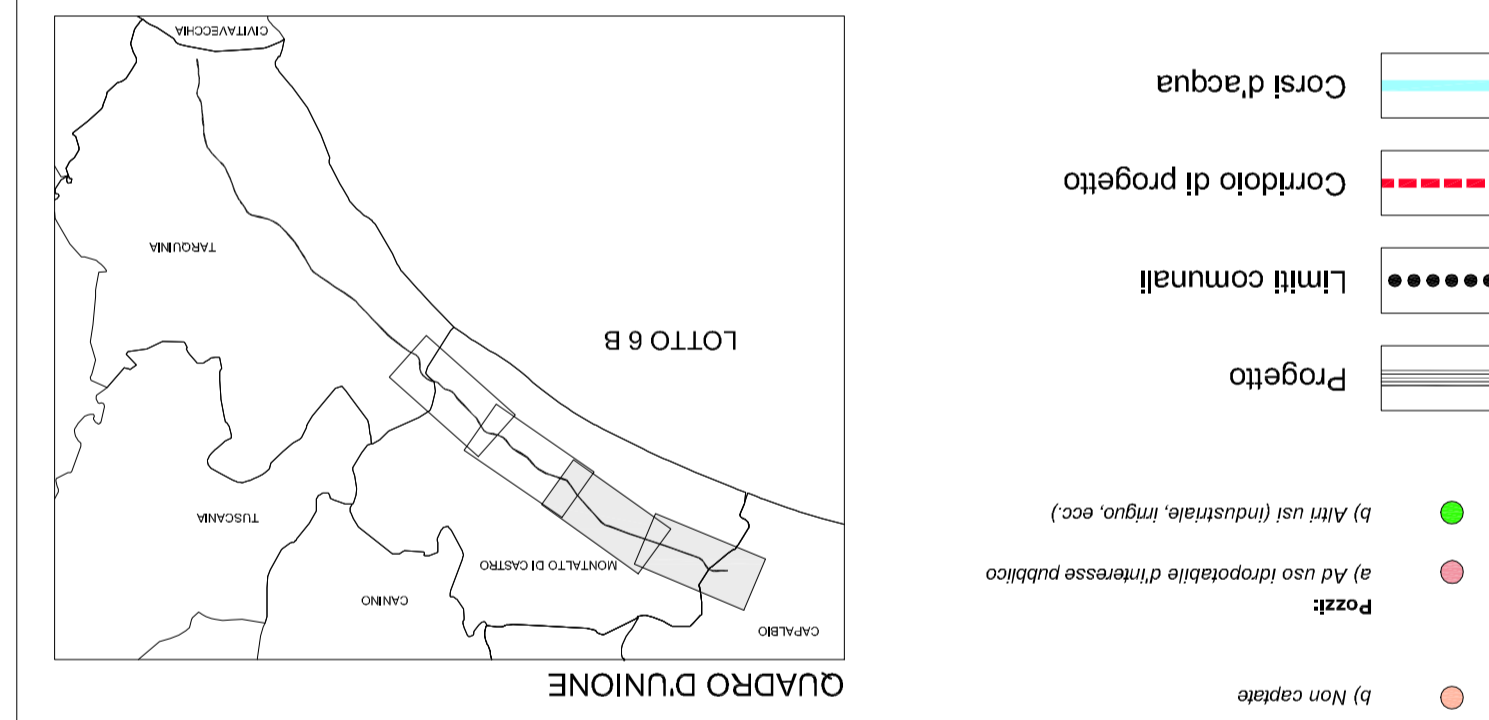 b) Non captate
Pozzi:
a) Ad uso idropotabile d'interesse pubblico
b) Altri usi (industriale, irriguo, ecc.)
Progetto
Limiti comunali
Corridoio di progetto
Corsi d'acqua
QUADRO D'UNIONE
CAPALBIO
CANINO
MONTALTO DI CASTRO
TUSCANIA
LOTTO 6 B
TARQUINIA
CIVITAVECCHIA